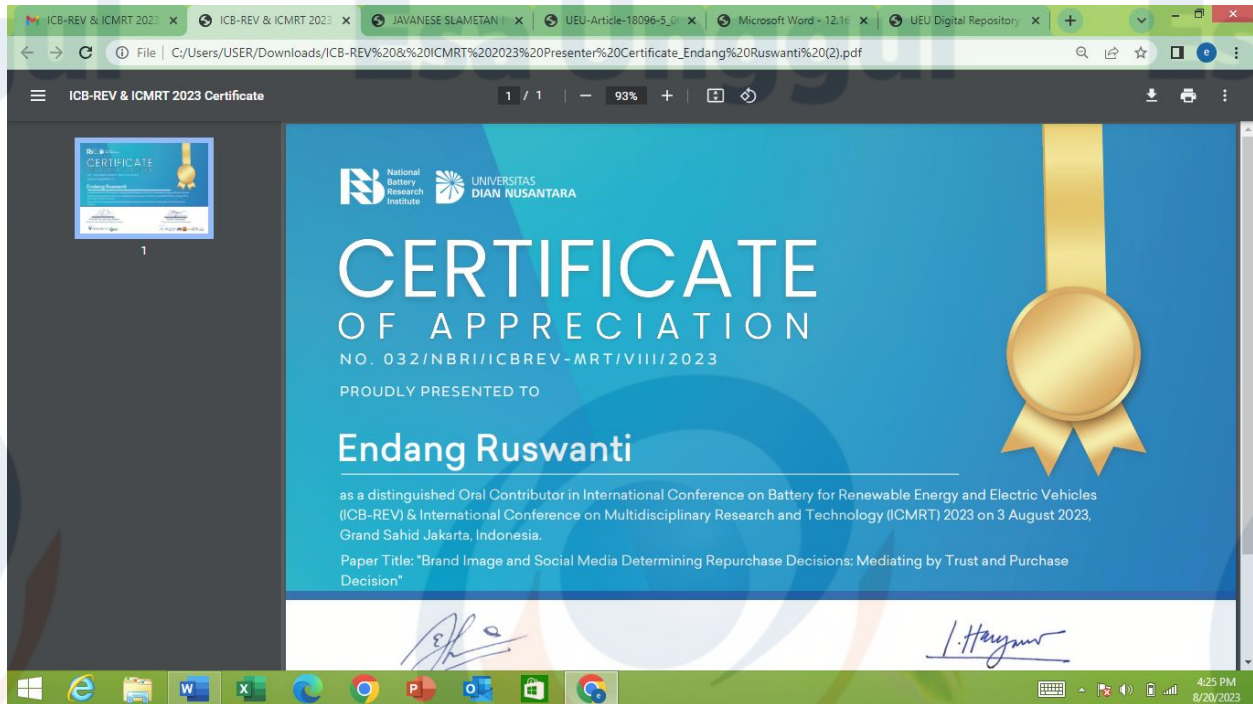 ICB-REV & ICMRT 2023
ICB-REV & ICMRT 2023
JAVANESE SLAMETAN
UEU-Article-18096-5_0
Microsoft Word - 12.16
UEU Digital Repository
File | C:/Users/USER/Downloads/ICB-REV%20&%20ICMRT%202023%20Presenter%20Certificate_Endang%20Ruswanti%20(2).pdf
ICB-REV & ICMRT 2023 Certificate
1 / 1
93%
1
National
Battery
Research
Institute
UNIVERSITAS
DIAN NUSANTARA
CERTIFICATE
OF APPRECIATION
NO. 032/NBRI/ICBREV-MRT/VIII/2023
PROUDLY PRESENTED TO
Endang Ruswanti
as a distinguished Oral Contributor in International Conference on Battery for Renewable Energy and Electric Vehicles
(ICB-REV) & International Conference on Multidisciplinary Research and Technology (ICMRT) 2023 on 3 August 2023,
Grand Sahid Jakarta, Indonesia.
Paper Title: "Brand Image and Social Media Determining Repurchase Decisions: Mediating by Trust and Purchase
Decision"
4:25 PM
8/20/2023